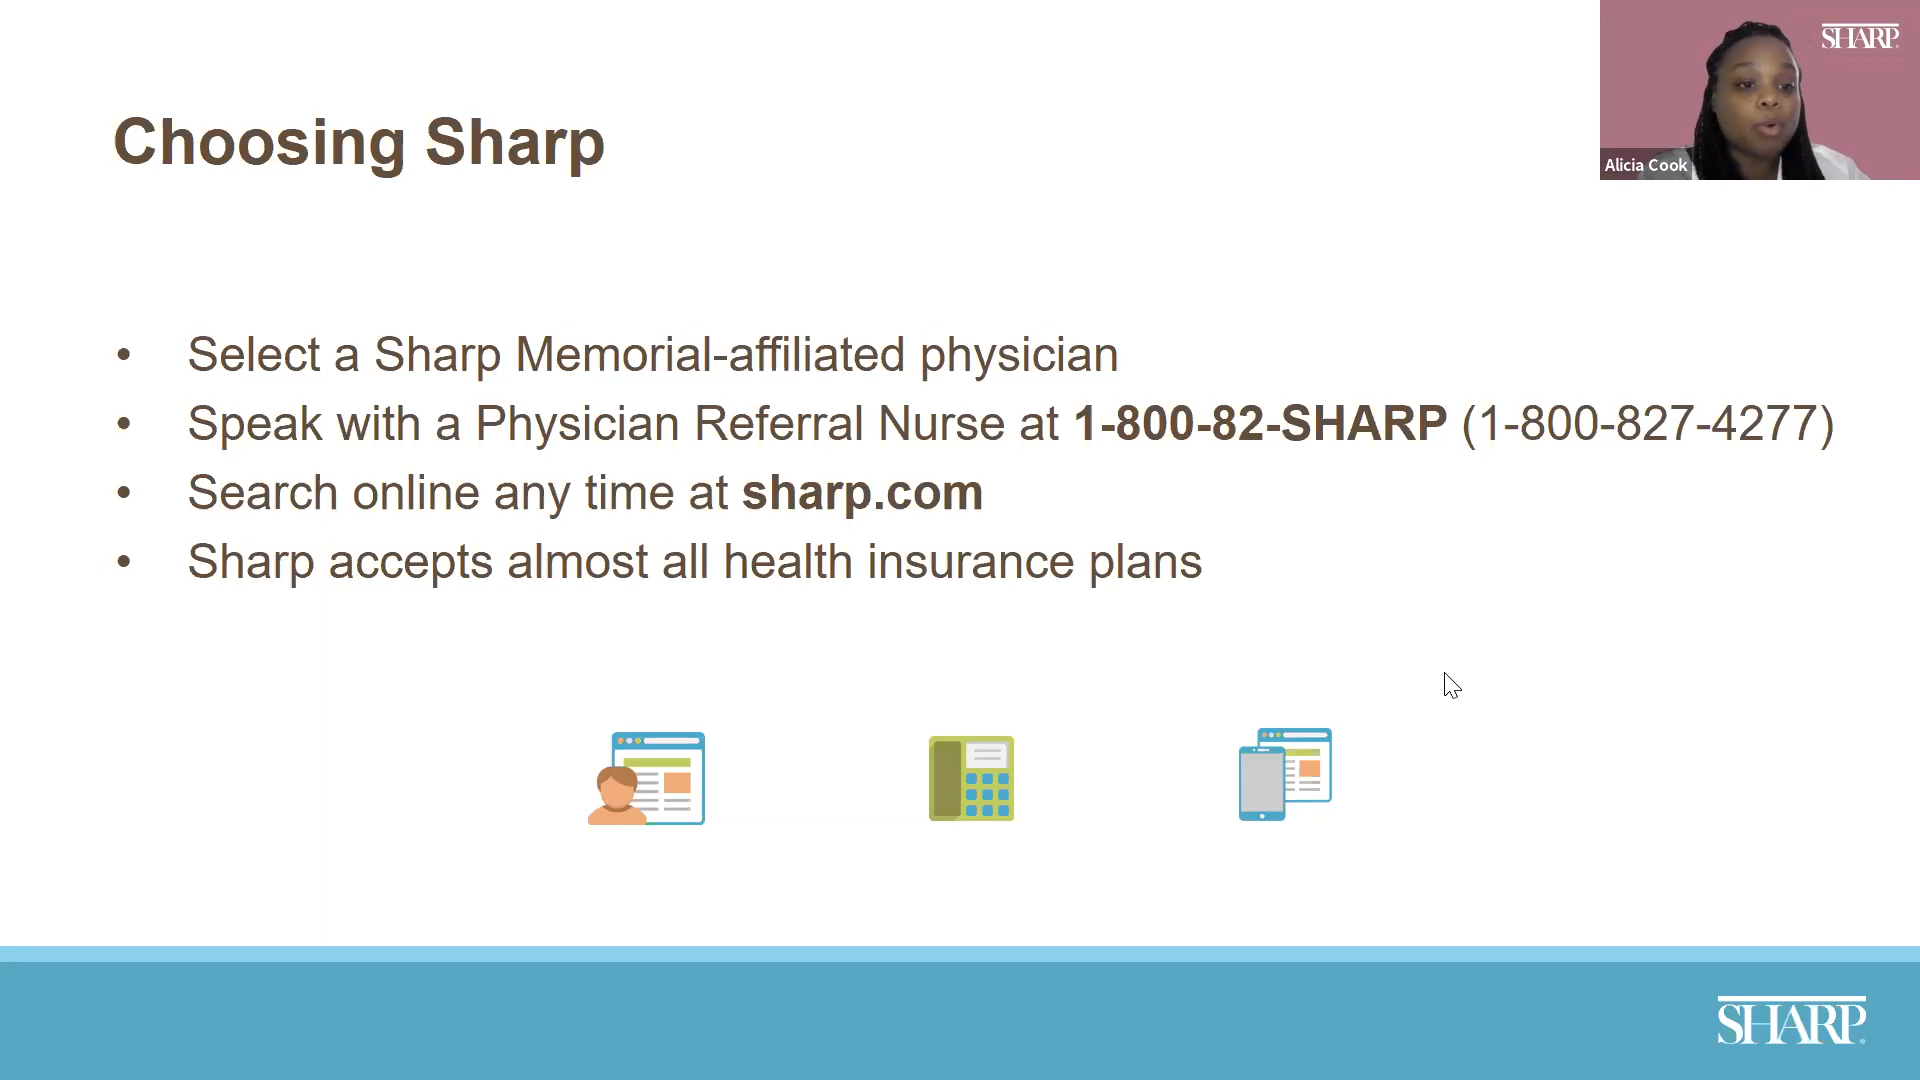 SHARP
Alicia Cook
Choosing Sharp
• Select a Sharp Memorial-affiliated physician
• Speak with a Physician Referral Nurse at 1-800-82-SHARP (1-800-827-4277)
• Search online any time at sharp.com
• Sharp accepts almost all health insurance plans
SHARP®